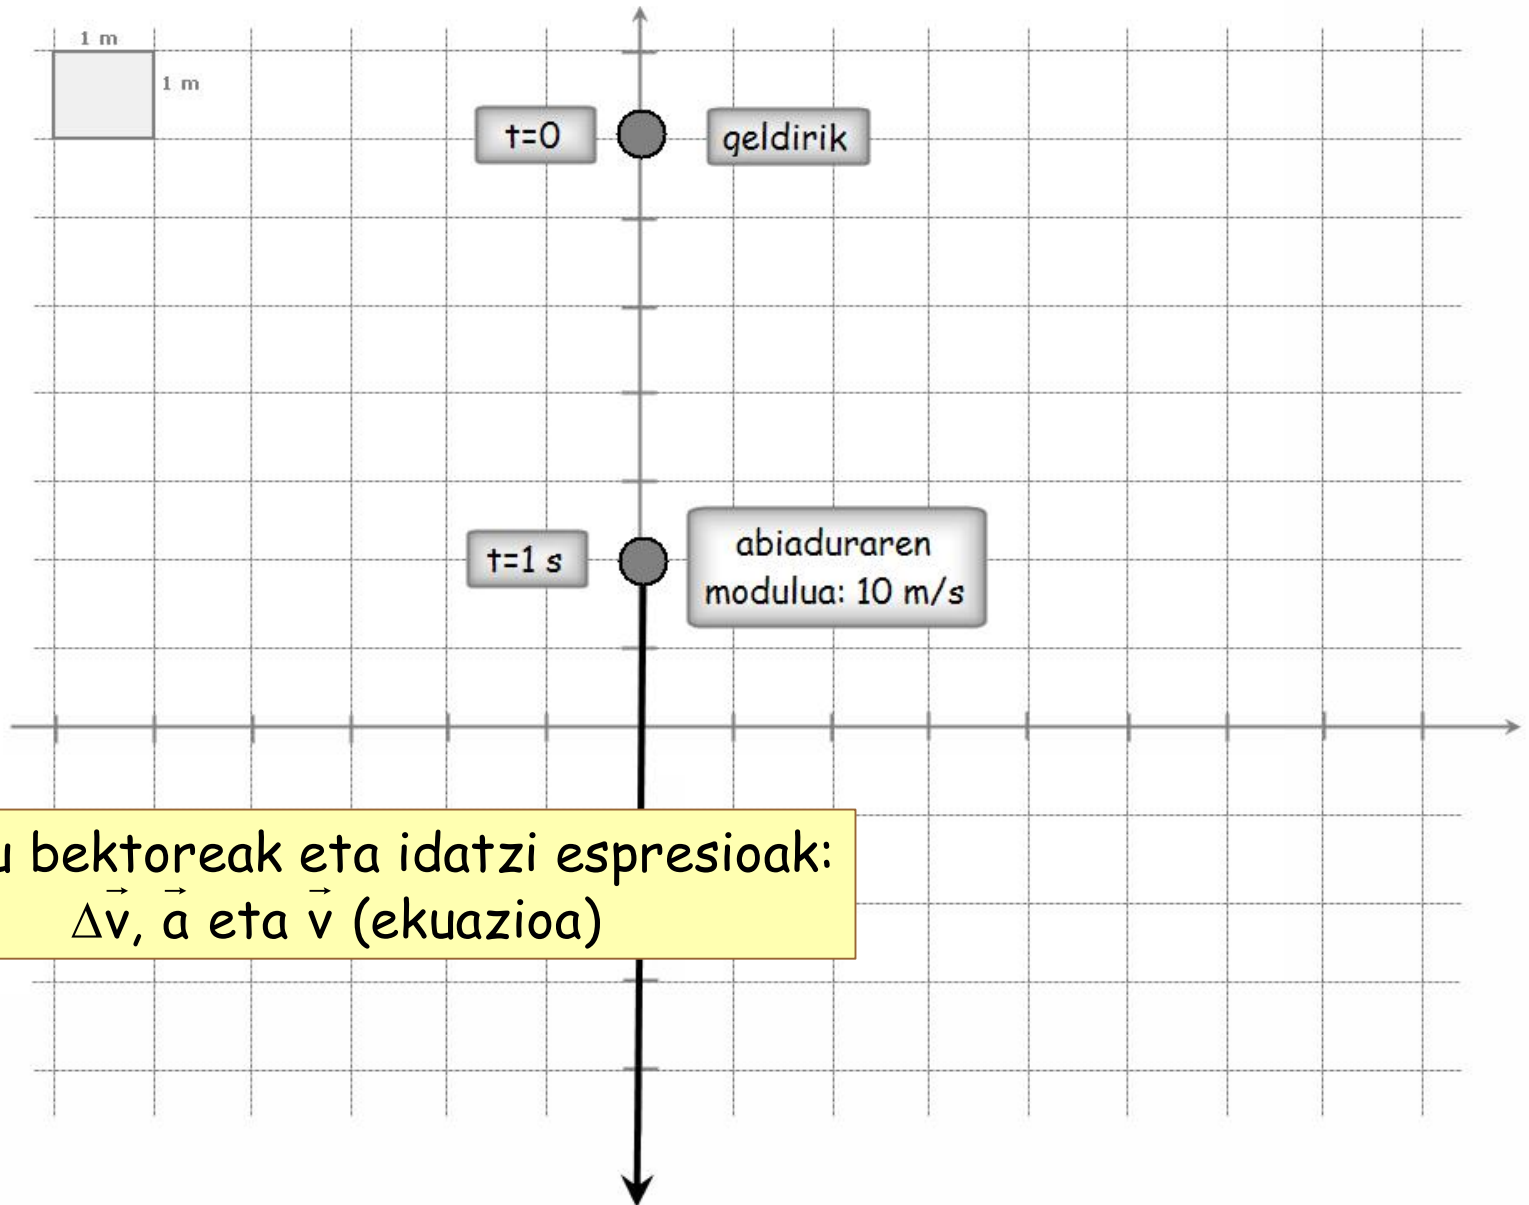 1 m
1 m
t=0
geldirik
t=1 s
abiaduraren
modulua: 10 m/s
bektoreak eta idatzi espresioak:
Δv⃗, a⃗ eta v⃗ (ekuazioa)